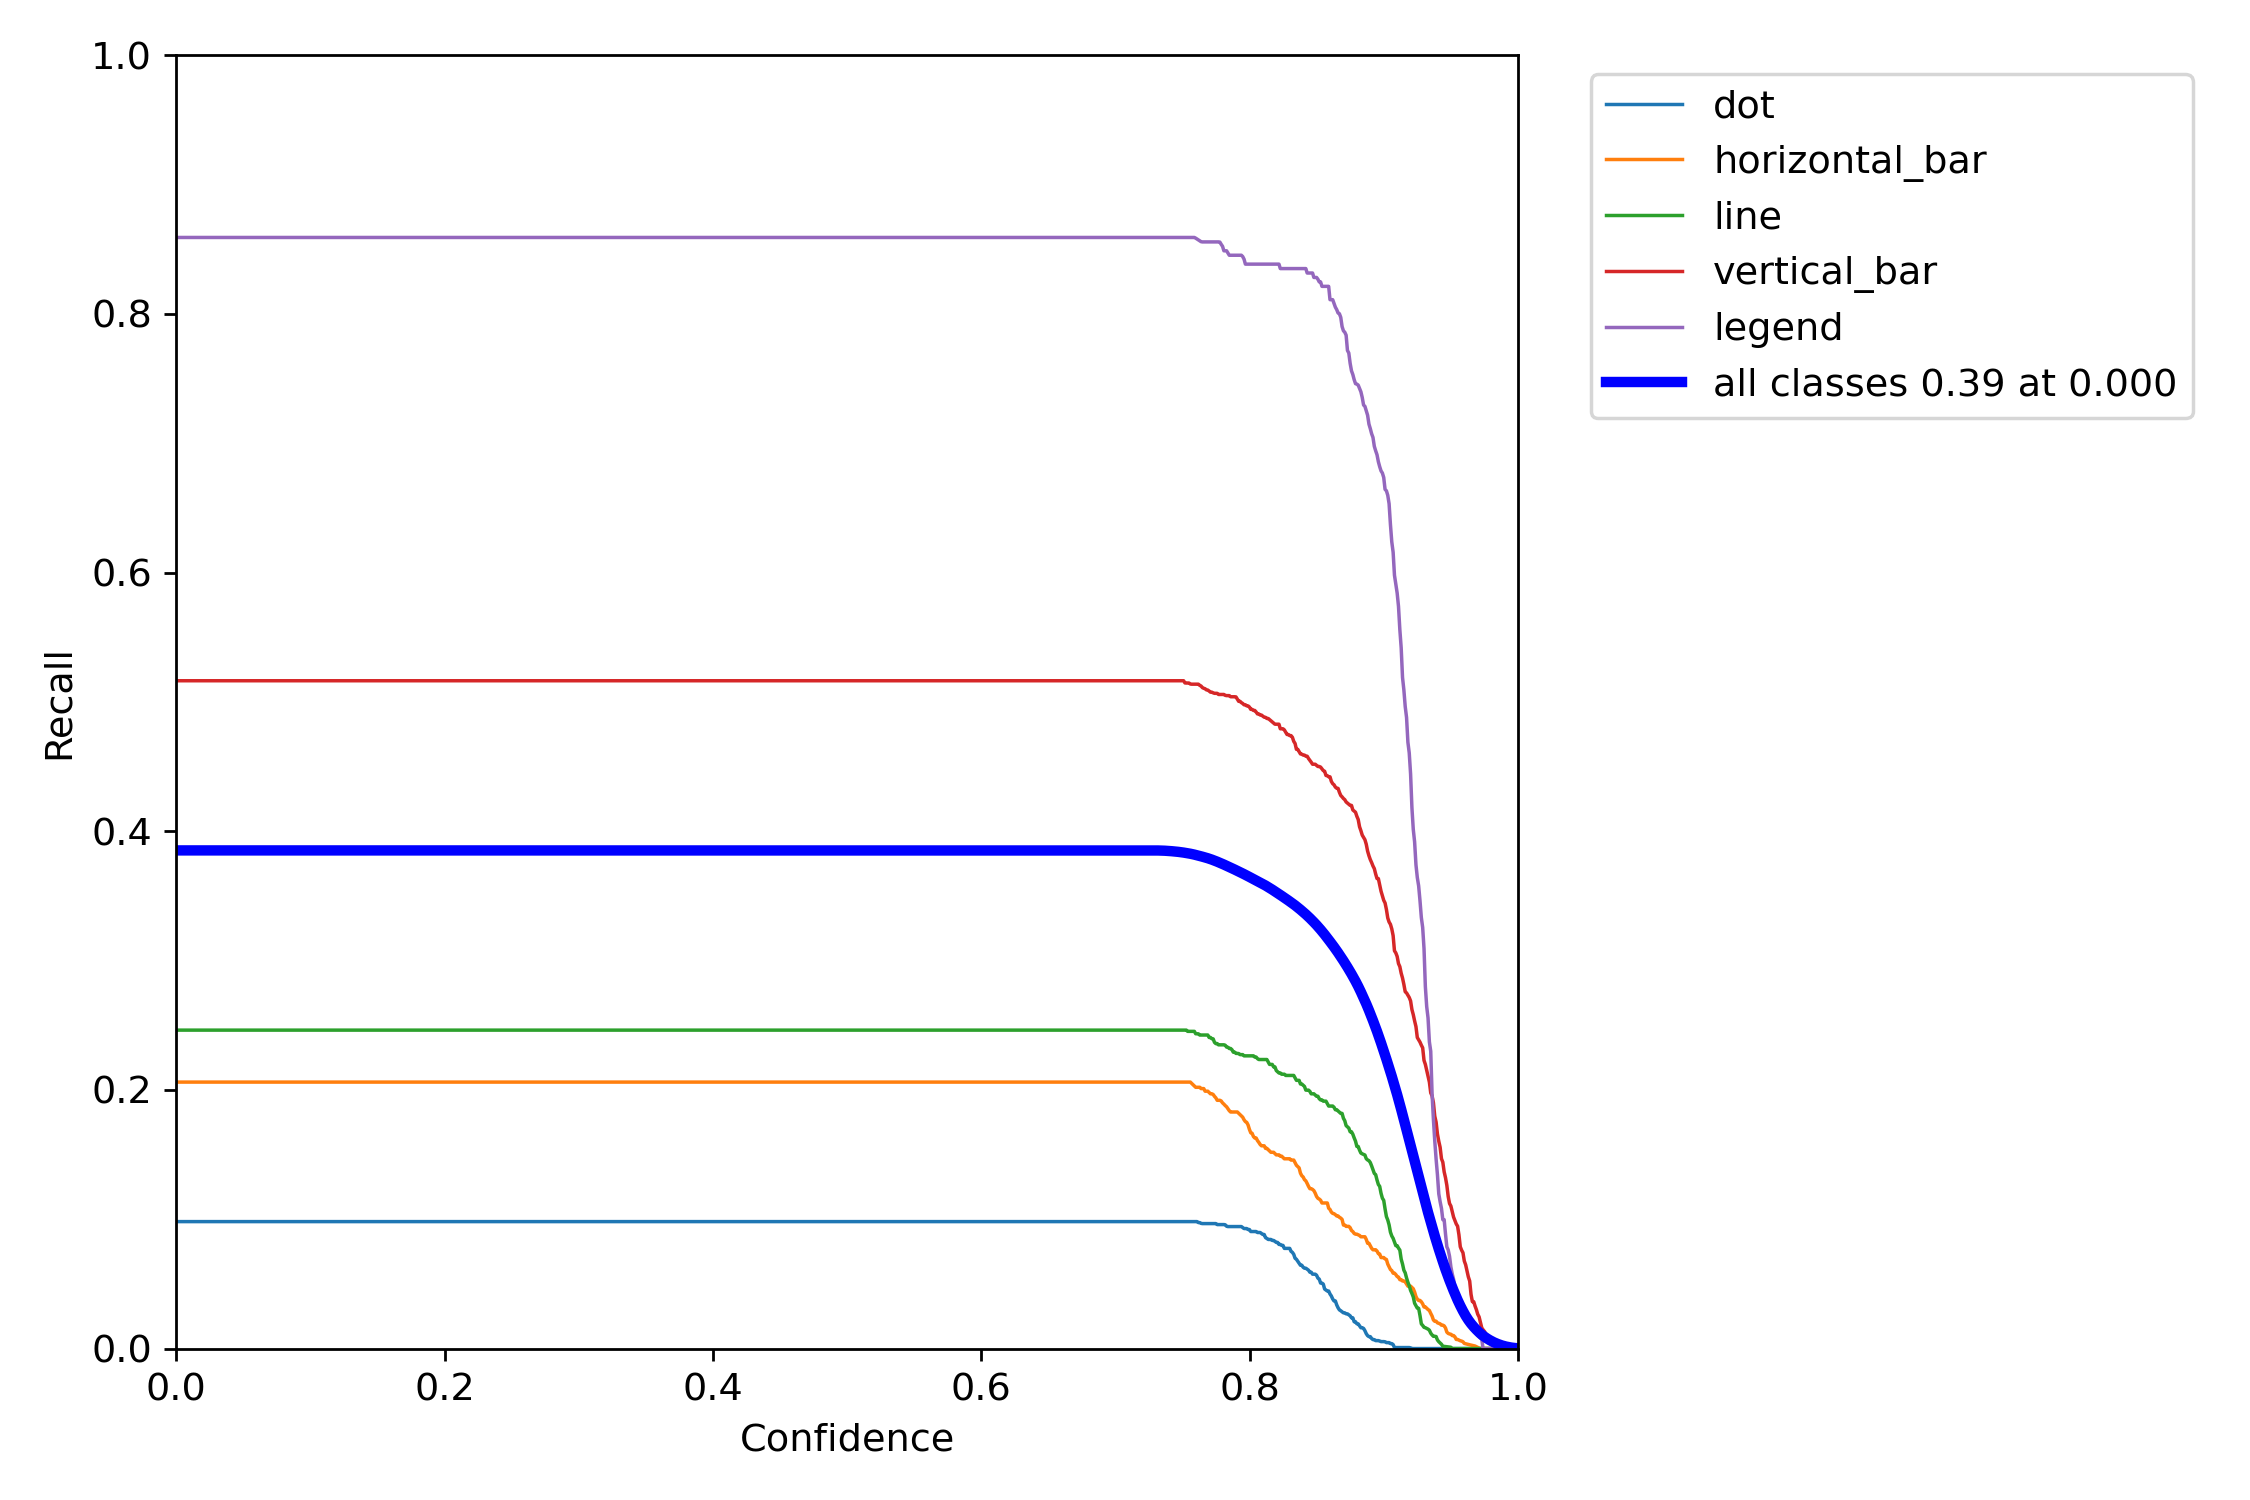 1.0
0.8
0.6
0.4
0.2
0.0
Recall
0.0 0.2 0.4 0.6 0.8 1.0
Confidence
dot
horizontal_bar
line
vertical_bar
legend
all classes 0.39 at 0.000